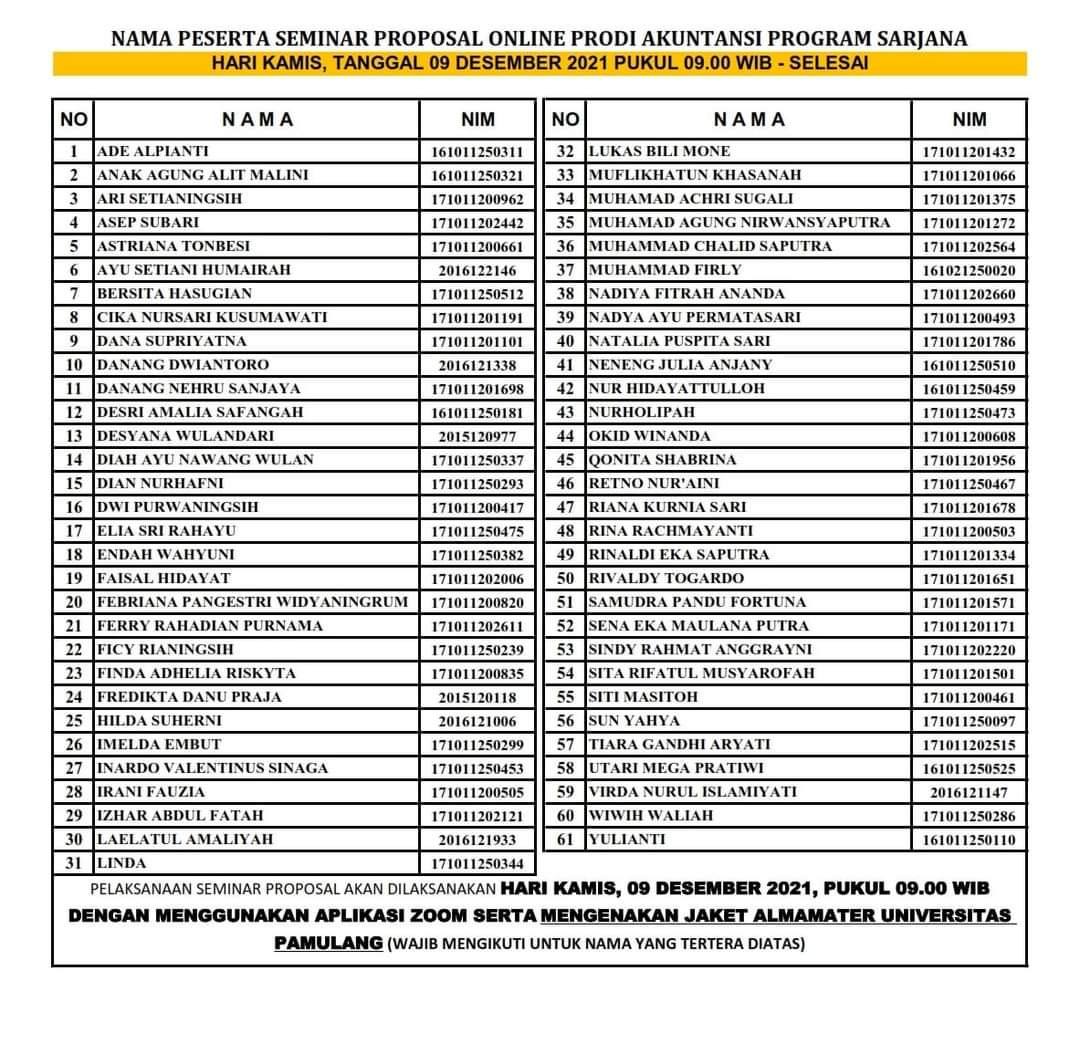 NAMA PESERTA SEMINAR PROPOSAL ONLINE PRODI AKUNTANSI PROGRAM SARJANA
HARI KAMIS, TANGGAL 09 DESEMBER 2021 PUKUL 09.00 WIB - SELESAI
NO N A M A NIM
1 ADE ALPIANTI 161011250311
2 ANAK AGUNG ALIT MALINI 161011250321
3 ARI SETIANINGSIH 171011200962
4 ASEP SUBARI 171011202442
5 ASTRIANA TONBESI 171011200661
6 AYU SETIANI HUMAIRAH 2016122146
7 BERSITA HASUGIAN 171011250512
8 CIKA NURSARI KUSUMAWATI 171011201191
9 DANA SUPRIYATNA 171011201101
10 DANANG DWIANTORO 2016121338
11 DANANG NEHRU SANJAYA 171011201698
12 DESRI AMALIA SAFANGAH 161011250181
13 DESYANA WULANDARI 2015120977
14 DIAH AYU NAWANG WULAN 171011250337
15 DIAN NURHAFNI 171011250293
16 DWI PURWANINGSIH 171011200417
17 ELIA SRI RAHAYU 171011250475
18 ENDAH WAHYUNI 171011250382
19 FAISAL HIDAYAT 171011202006
20 FEBRIANA PANGESTRI WIDYANINGRUM 171011200820
21 FERRY RAHADIAN PURNAMA 171011202611
22 FICY RIANINGSIH 171011250239
23 FINDA ADHELIA RISKYTA 171011200835
24 FREDIKTA DANU PRAJA 2015120118
25 HILDA SUHERNI 2016121006
26 IMELDA EMBUT 171011250299
27 INARDO VALENTINUS SINAGA 171011250453
28 IRANI FAUZIA 171011200505
29 IZHAR ABDUL FATAH 171011202121
30 LAELATUL AMALIYAH 2016121933
31 LINDA 171011250344
NO N A M A NIM
32 LUKAS BILI MONE 171011201432
33 MUFLIKHATUN KHASANAH 171011201066
34 MUHAMAD ACHRI SUGALI 171011201375
35 MUHAMAD AGUNG NIRWANSYAPUTRA 171011201272
36 MUHAMMAD CHALID SAPUTRA 171011202564
37 MUHAMMAD FIRLY 161021250020
38 NADIYA FITRAH ANANDA 171011202660
39 NADYA AYU PERMATASARI 171011200493
40 NATALIA PUSPITA SARI 171011201786
41 NENENG JULIA ANJANY 161011250510
42 NUR HIDAYATTULLOH 161011250459
43 NURHOLIPAH 171011250473
44 OKID WINANDA 171011200608
45 QONITA SHABRINA 171011201956
46 RETNO NUR'AINI 171011250467
47 RIANA KURNIA SARI 171011201678
48 RINA RACHMAYANTI 171011200503
49 RINALDI EKA SAPUTRA 171011201334
50 RIVALDY TOGARDO 171011201651
51 SAMUDRA PANDU FORTUNA 171011201571
52 SENA EKA MAULANA PUTRA 171011201171
53 SINDY RAHMAT ANGGRAYNI 171011202220
54 SITA RIFATUL MUSYAROFAH 171011201501
55 SITI MASITOH 171011200461
56 SUN YAHYA 171011250097
57 TIARA GANDHI ARYATI 171011202515
58 UTARI MEGA PRATIWI 161011250525
59 VIRDA NURUL ISLAMIYATI 2016121147
60 WIWIH WALIAH 171011250286
61 YULIANTI 161011250110
PELAKSANAAN SEMINAR PROPOSAL AKAN DILAKSANAKAN HARI KAMIS, 09 DESEMBER 2021, PUKUL 09.00 WIB
DENGAN MENGGUNAKAN APLIKASI ZOOM SERTA MENGENAKAN JAKET ALMAMATER UNIVERSITAS
PAMULANG (WAJIB MENGIKUTI UNTUK NAMA YANG TERTERA DIATAS)